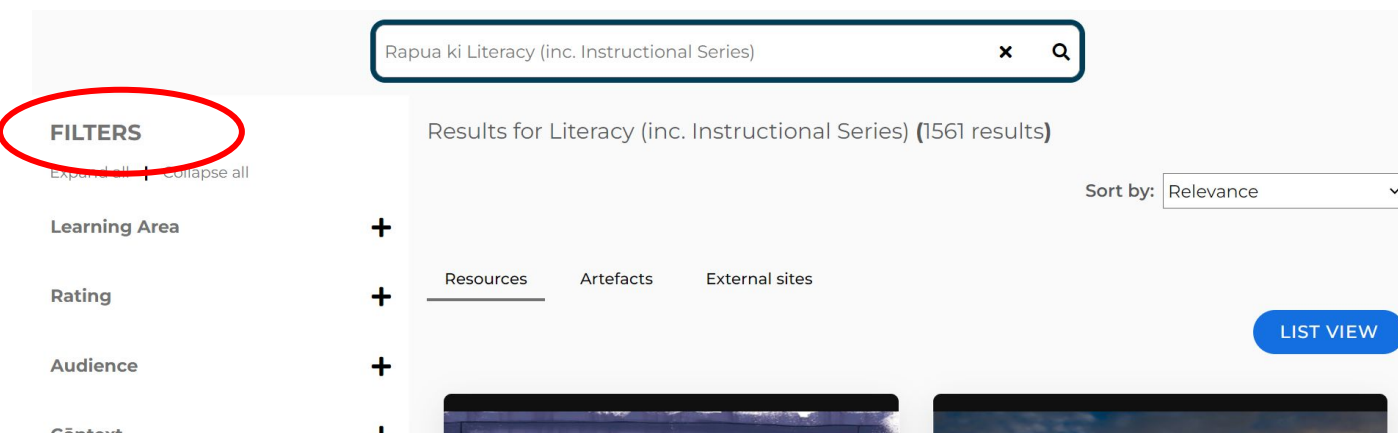 Rapua ki Literacy (inc. Instructional Series)
FILTERS
Expand all | Collapse all
Results for Literacy (inc. Instructional Series) (1561 results)
Sort by: Relevance
Learning Area
Rating
Audience
Resources Artefacts External sites
LIST VIEW